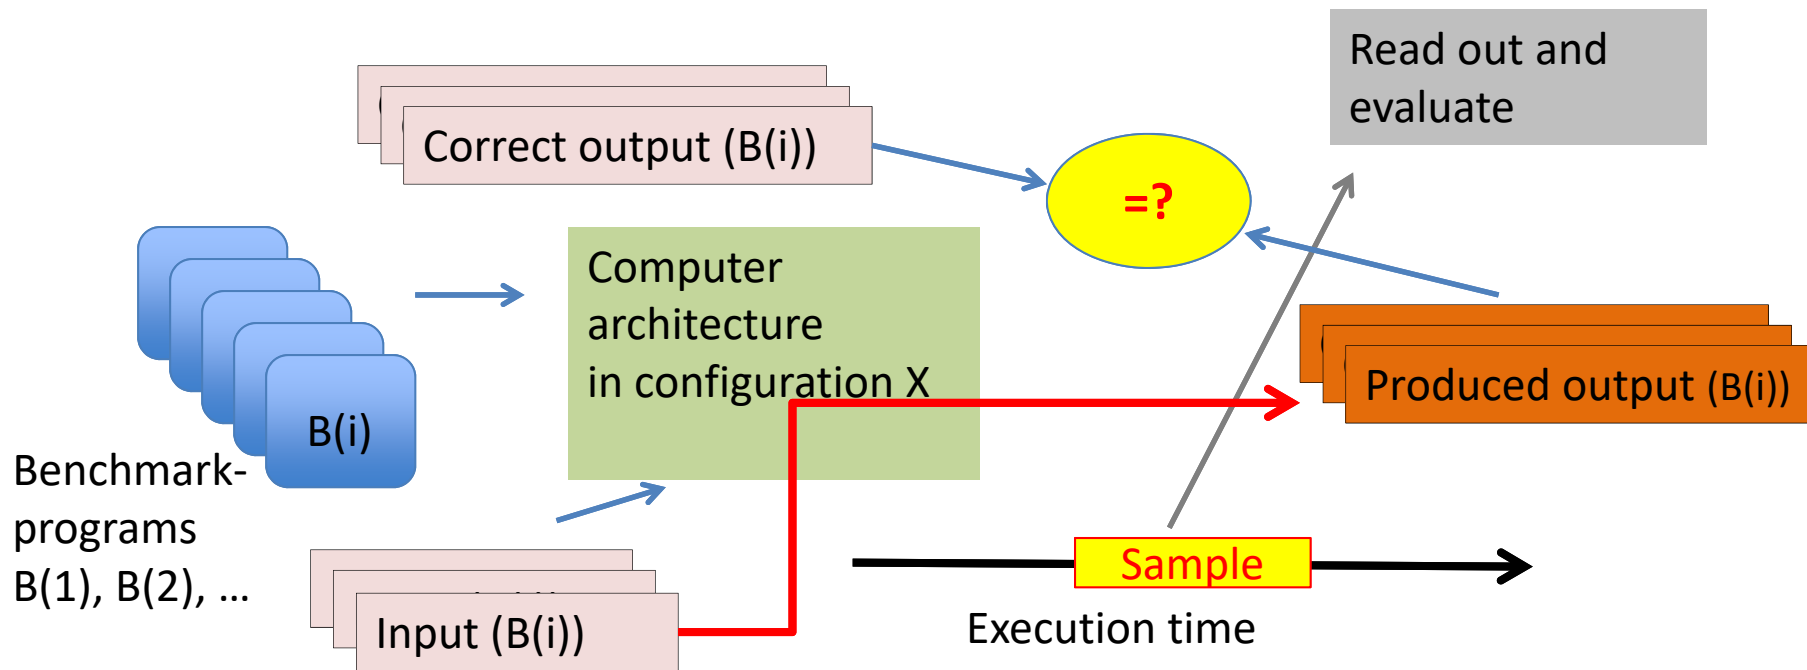 Read out and
evaluate
Correct output (B(i))
=?
Computer
architecture
in configuration X
Produced output (B(i))
B(i)
Benchmark-
programs
B(1), B(2), ...
Sample
Input (B(i))
Execution time